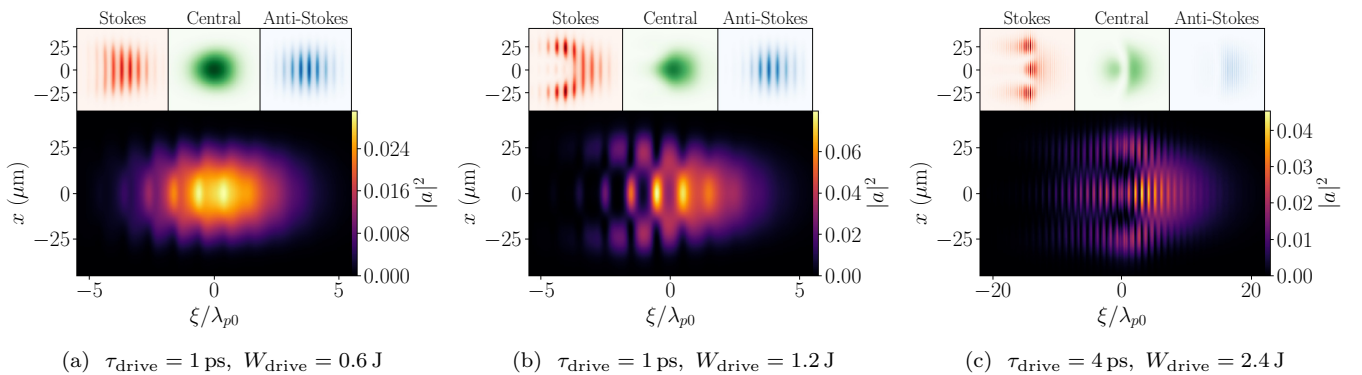 Stokes Central Anti-Stokes
25
0
−25
25
0
−25
x (μm)
−5 0 5
ξ/λp0
0.024
0.016
0.008
0.000
|a|²
(a) τdrive = 1 ps, Wdrive = 0.6 J
Stokes Central Anti-Stokes
25
0
−25
25
0
−25
x (μm)
−5 0 5
ξ/λp0
0.06
0.04
0.02
0.00
|a|²
(b) τdrive = 1 ps, Wdrive = 1.2 J
Stokes Central Anti-Stokes
25
0
−25
25
0
−25
x (μm)
−20 0 20
ξ/λp0
0.04
0.03
0.02
0.01
0.00
|a|²
(c) τdrive = 4 ps, Wdrive = 2.4 J